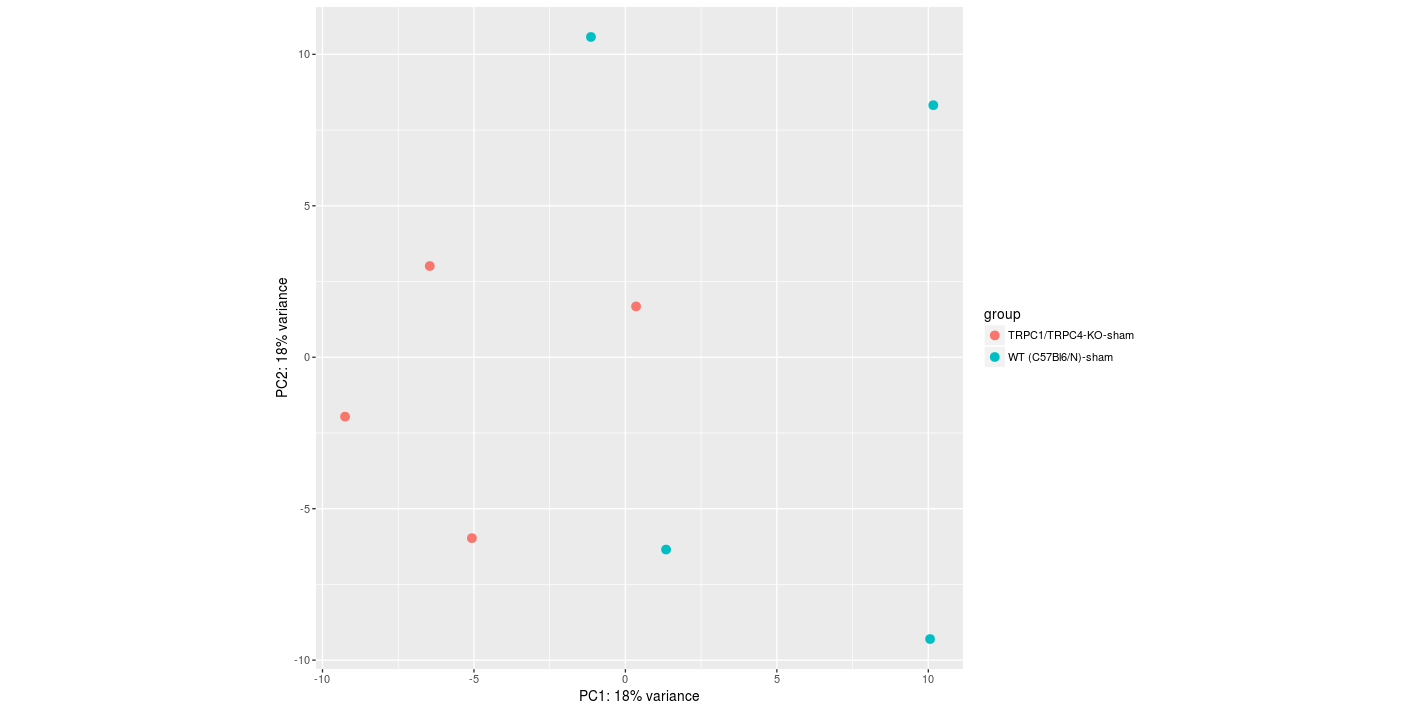 10
5
0
-5
-10
PC2: 18% variance
-10 -5 0 5 10
PC1: 18% variance
group
TRPC1/TRPC4-KO-sham
WT (C57Bl6/N)-sham